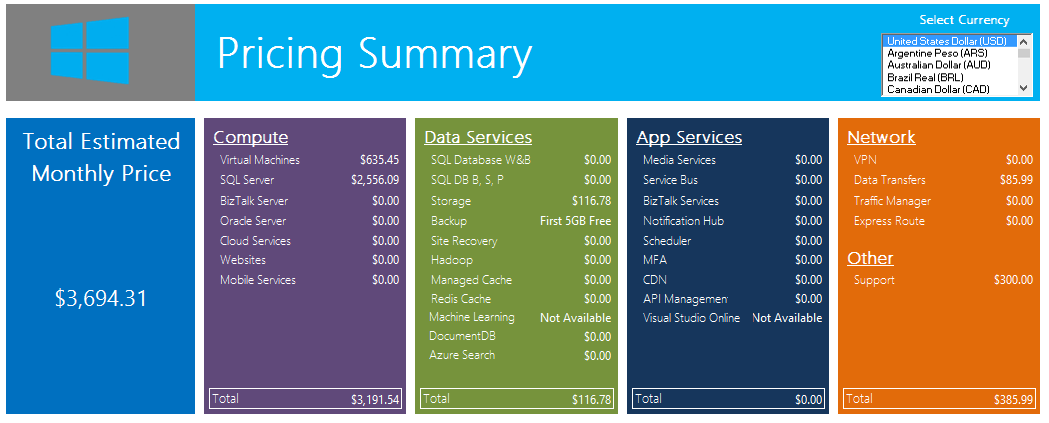 Pricing Summary
Select Currency
United States Dollar (USD)
Argentine Peso (ARS)
Australian Dollar (AUD)
Brazil Real (BRL)
Canadian Dollar (CAD)
Total Estimated
Monthly Price
$3,694.31
Compute
Virtual Machines $635.45
SQL Server $2,556.09
BizTalk Server $0.00
Oracle Server $0.00
Cloud Services $0.00
Websites $0.00
Mobile Services $0.00
Total $3,191.54
Data Services
SQL Database W&B $0.00
SQL DB B, S, P $0.00
Storage $116.78
Backup First 5GB Free
Site Recovery $0.00
Hadoop $0.00
Managed Cache $0.00
Redis Cache $0.00
Machine Learning Not Available
DocumentDB $0.00
Azure Search $0.00
Total $116.78
App Services
Media Services $0.00
Service Bus $0.00
BizTalk Services $0.00
Notification Hub $0.00
Scheduler $0.00
MFA $0.00
CDN $0.00
API Managemen $0.00
Visual Studio Online Not Available
Total $0.00
Network
VPN $0.00
Data Transfers $85.99
Traffic Manager $0.00
Express Route $0.00
Other
Support $300.00
Total $385.99